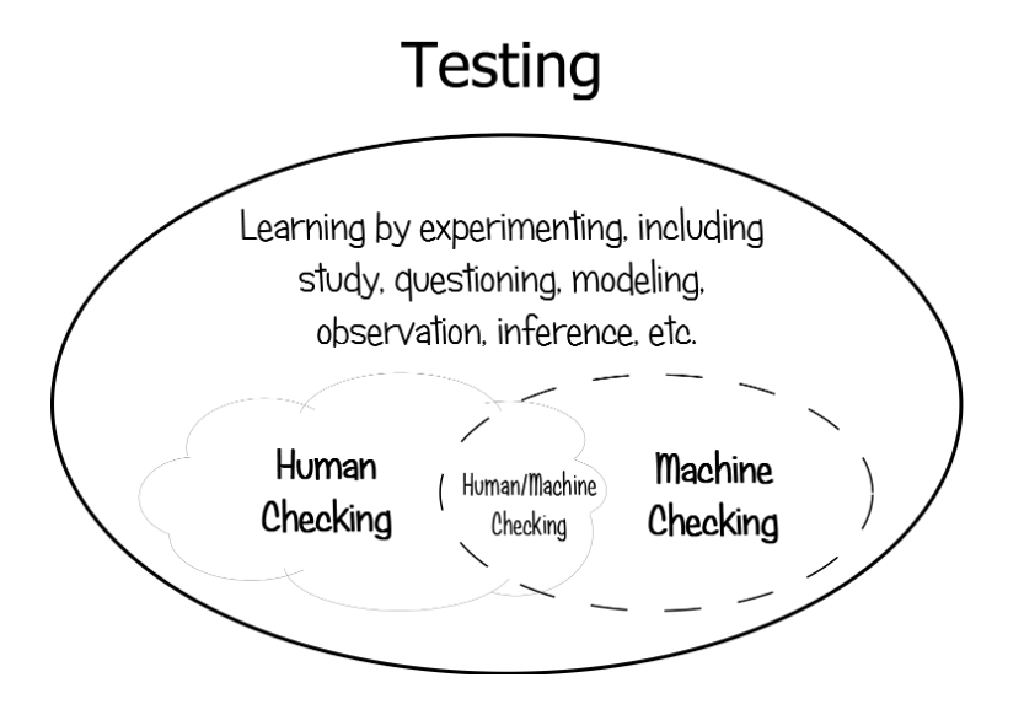 Testing
Learning by experimenting, including
study, questioning, modeling,
observation, inference, etc.
Human
Checking
Human/Machine
Checking
Machine
Checking